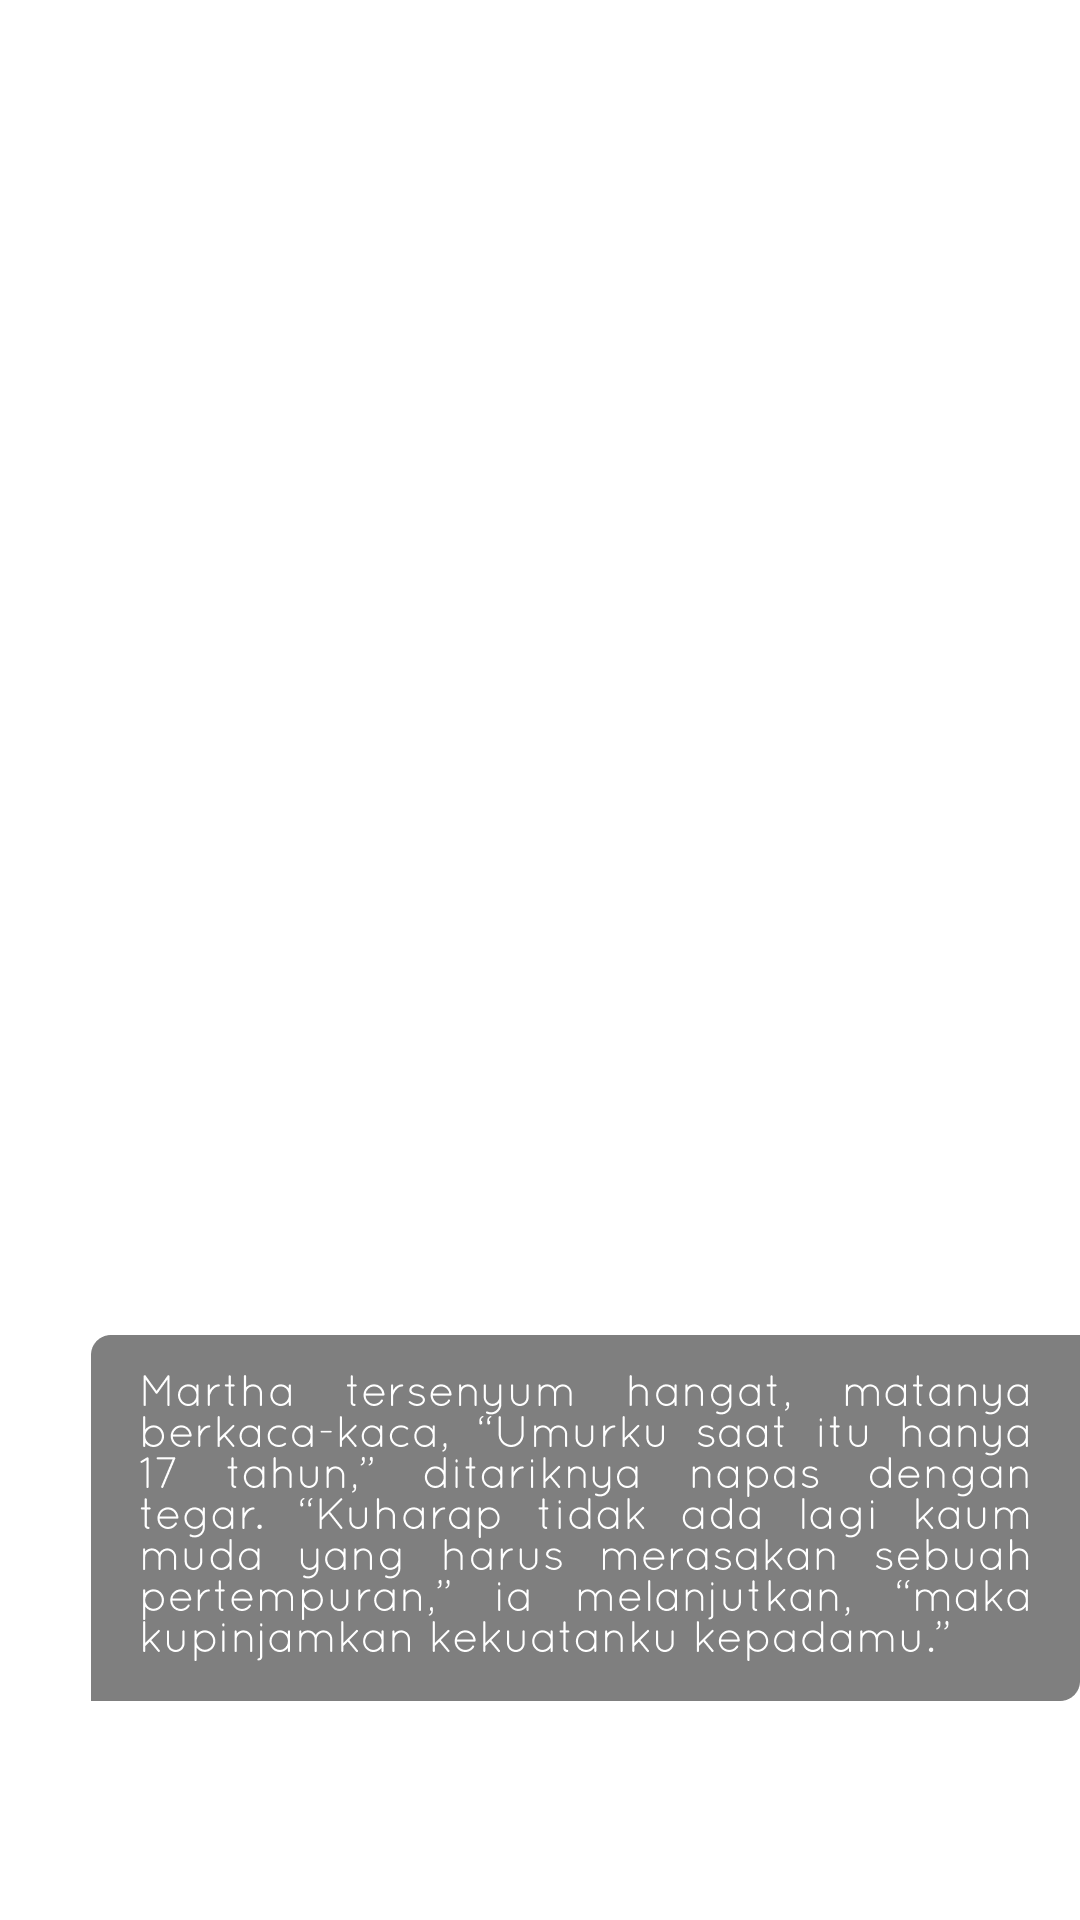 Martha tersenyum hangat, matanya
berkaca-kaca, “Umurku saat itu hanya
17 tahun,” ditariknya napas dengan
tegar. “Kuharap tidak ada lagi kaum
muda yang harus merasakan sebuah
pertempuran,” ia melanjutkan, “maka
kupinjamkan kekuatanku kepadamu.”